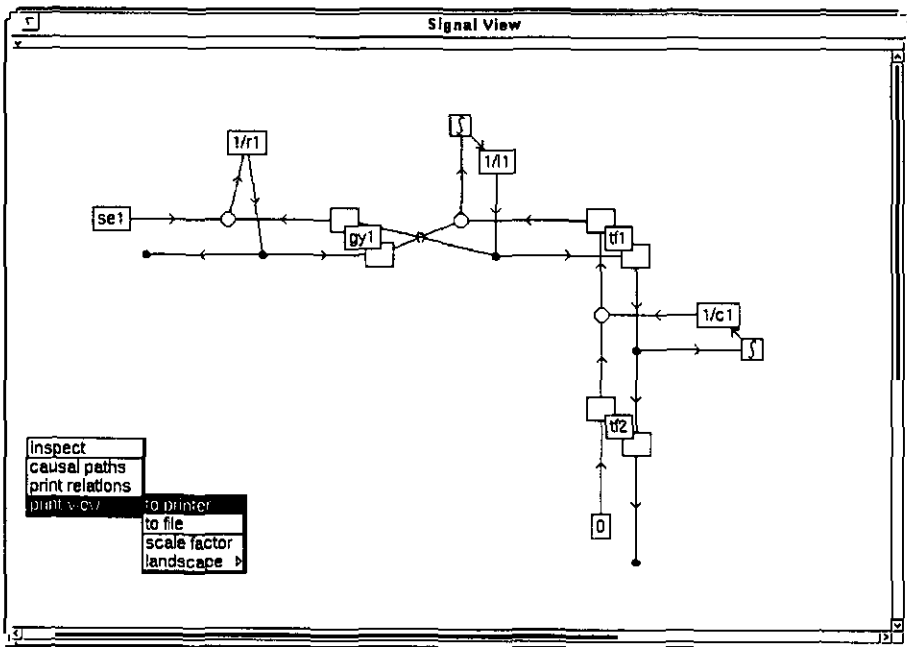 Signal View
1/r1
∫
1/l1
se1
gy1
tf1
1/c1
∫
tf2
0
inspect
causal paths
print relations
print view
to printer
to file
scale factor
landscape